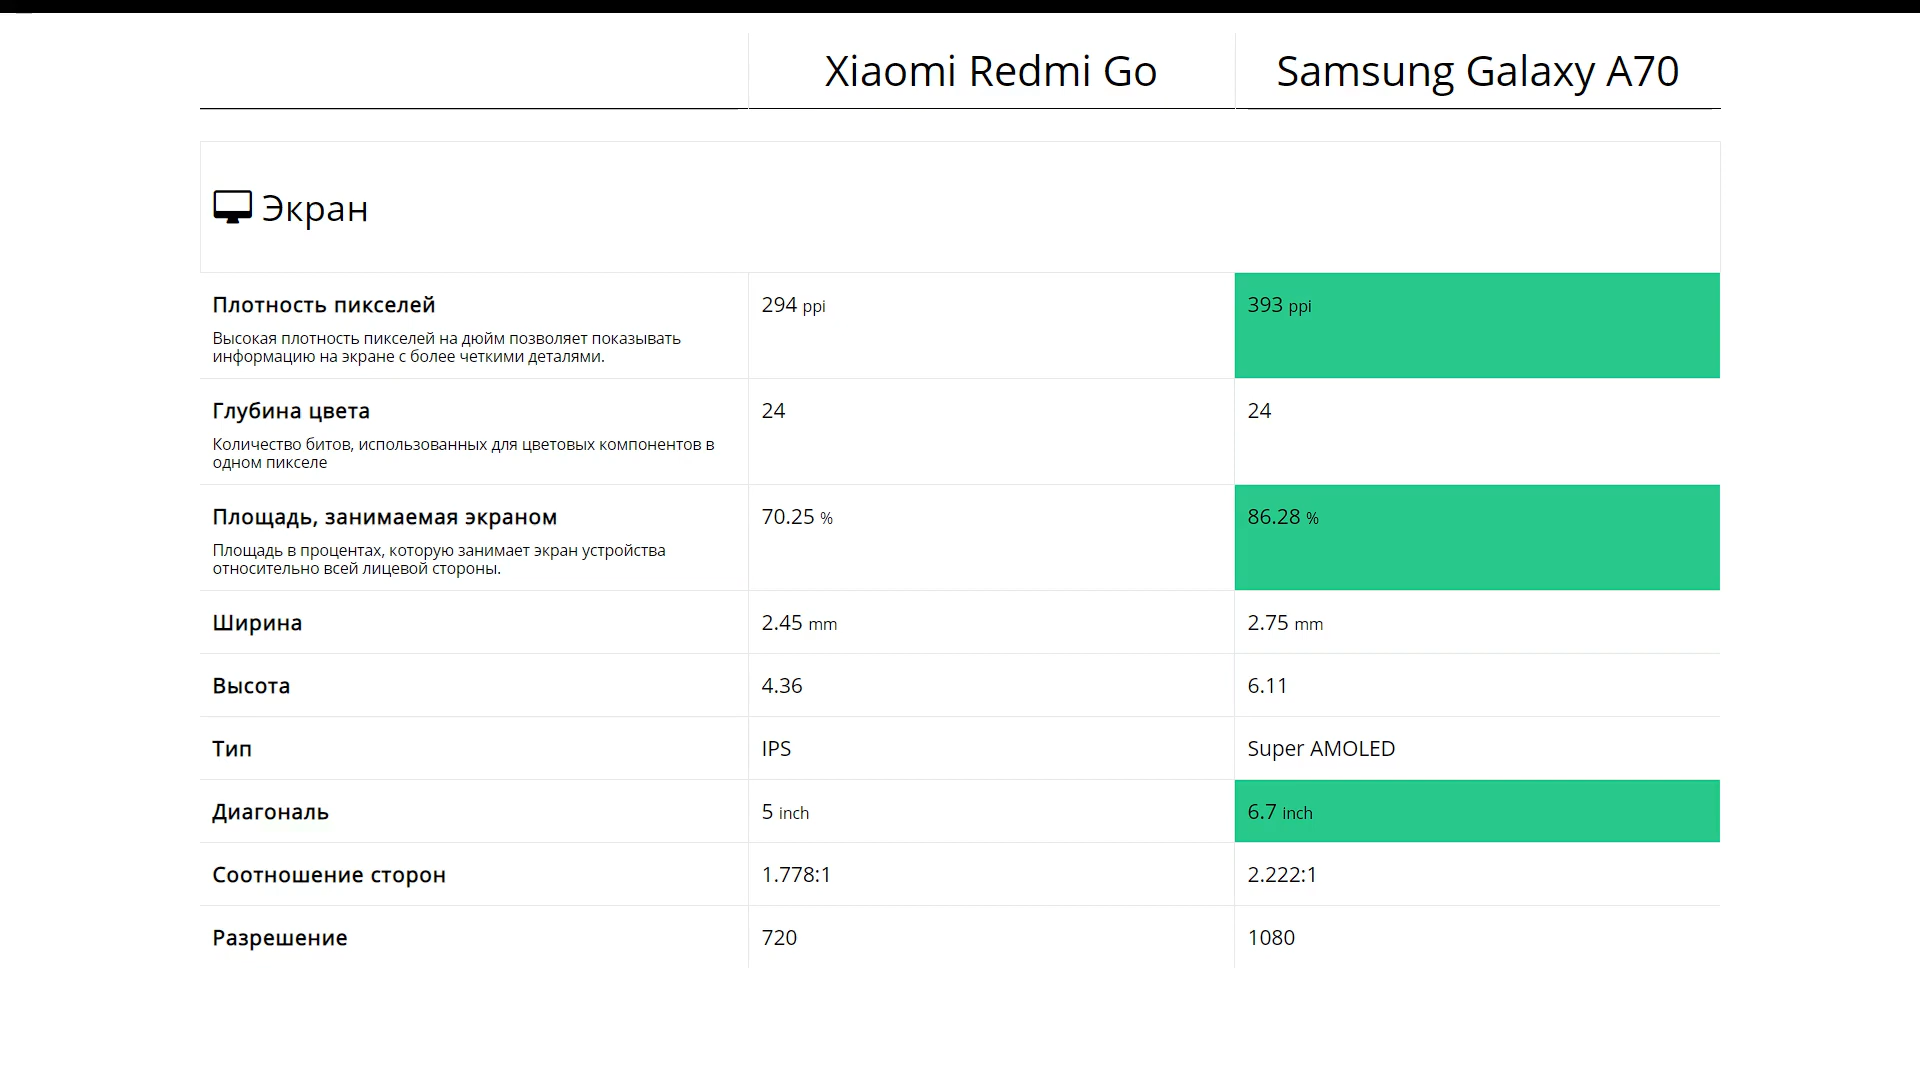 Xiaomi Redmi Go Samsung Galaxy A70
Экран
Плотность пикселей 294 ppi 393 ppi
Высокая плотность пикселей на дюйм позволяет показывать
информацию на экране с более четкими деталями.
Глубина цвета 24 24
Количество битов, использованных для цветовых компонентов в
одном пикселе
Площадь, занимаемая экраном 70.25 % 86.28 %
Площадь в процентах, которую занимает экран устройства
относительно всей лицевой стороны.
Ширина 2.45 mm 2.75 mm
Высота 4.36 6.11
Тип IPS Super AMOLED
Диагональ 5 inch 6.7 inch
Соотношение сторон 1.778:1 2.222:1
Разрешение 720 1080